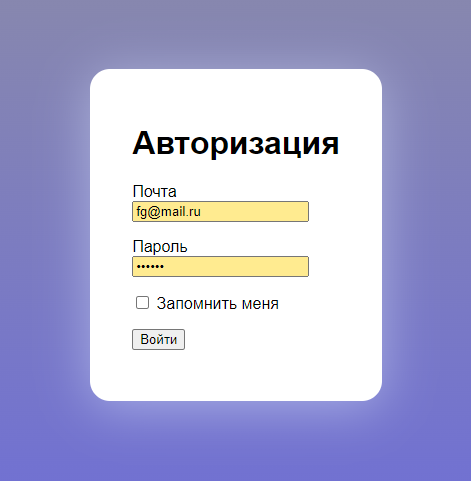 Авторизация
Почта
fg@mail.ru
Пароль
••••••
Запомнить меня
Войти